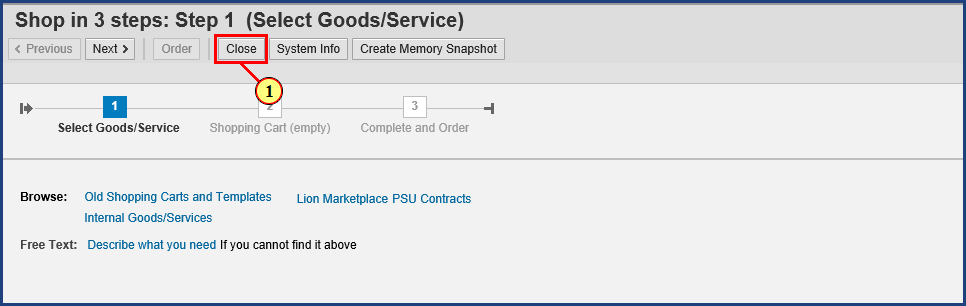 Shop in 3 steps: Step 1 (Select Goods/Service)
Previous Next Order Close System Info Create Memory Snapshot
1
1 2 3
Select Goods/Service Shopping Cart (empty) Complete and Order
Browse: Old Shopping Carts and Templates Lion Marketplace PSU Contracts
Internal Goods/Services
Free Text: Describe what you need If you cannot find it above